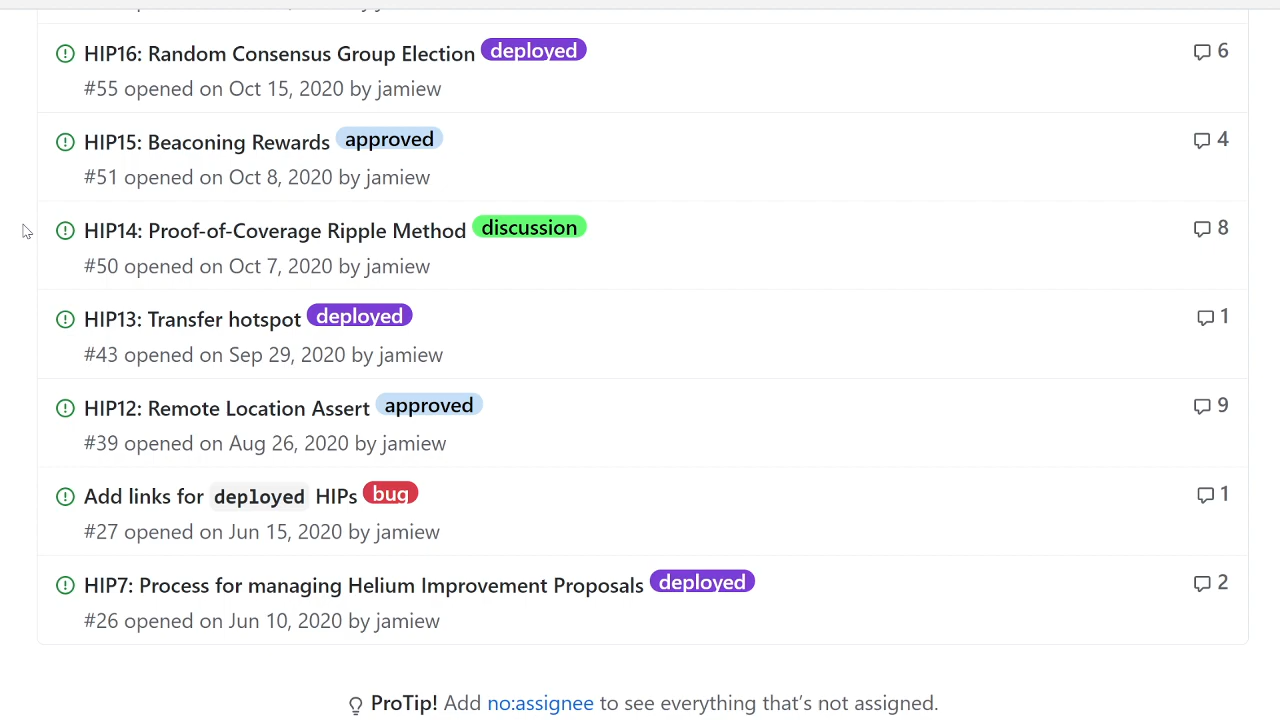 HIP16: Random Consensus Group Election deployed 6
#55 opened on Oct 15, 2020 by jamiew
HIP15: Beaconing Rewards approved 4
#51 opened on Oct 8, 2020 by jamiew
HIP14: Proof-of-Coverage Ripple Method discussion 8
#50 opened on Oct 7, 2020 by jamiew
HIP13: Transfer hotspot deployed 1
#43 opened on Sep 29, 2020 by jamiew
HIP12: Remote Location Assert approved 9
#39 opened on Aug 26, 2020 by jamiew
Add links for deployed HIPs bug 1
#27 opened on Jun 15, 2020 by jamiew
HIP7: Process for managing Helium Improvement Proposals deployed 2
#26 opened on Jun 10, 2020 by jamiew
ProTip! Add no:assignee to see everything that's not assigned.